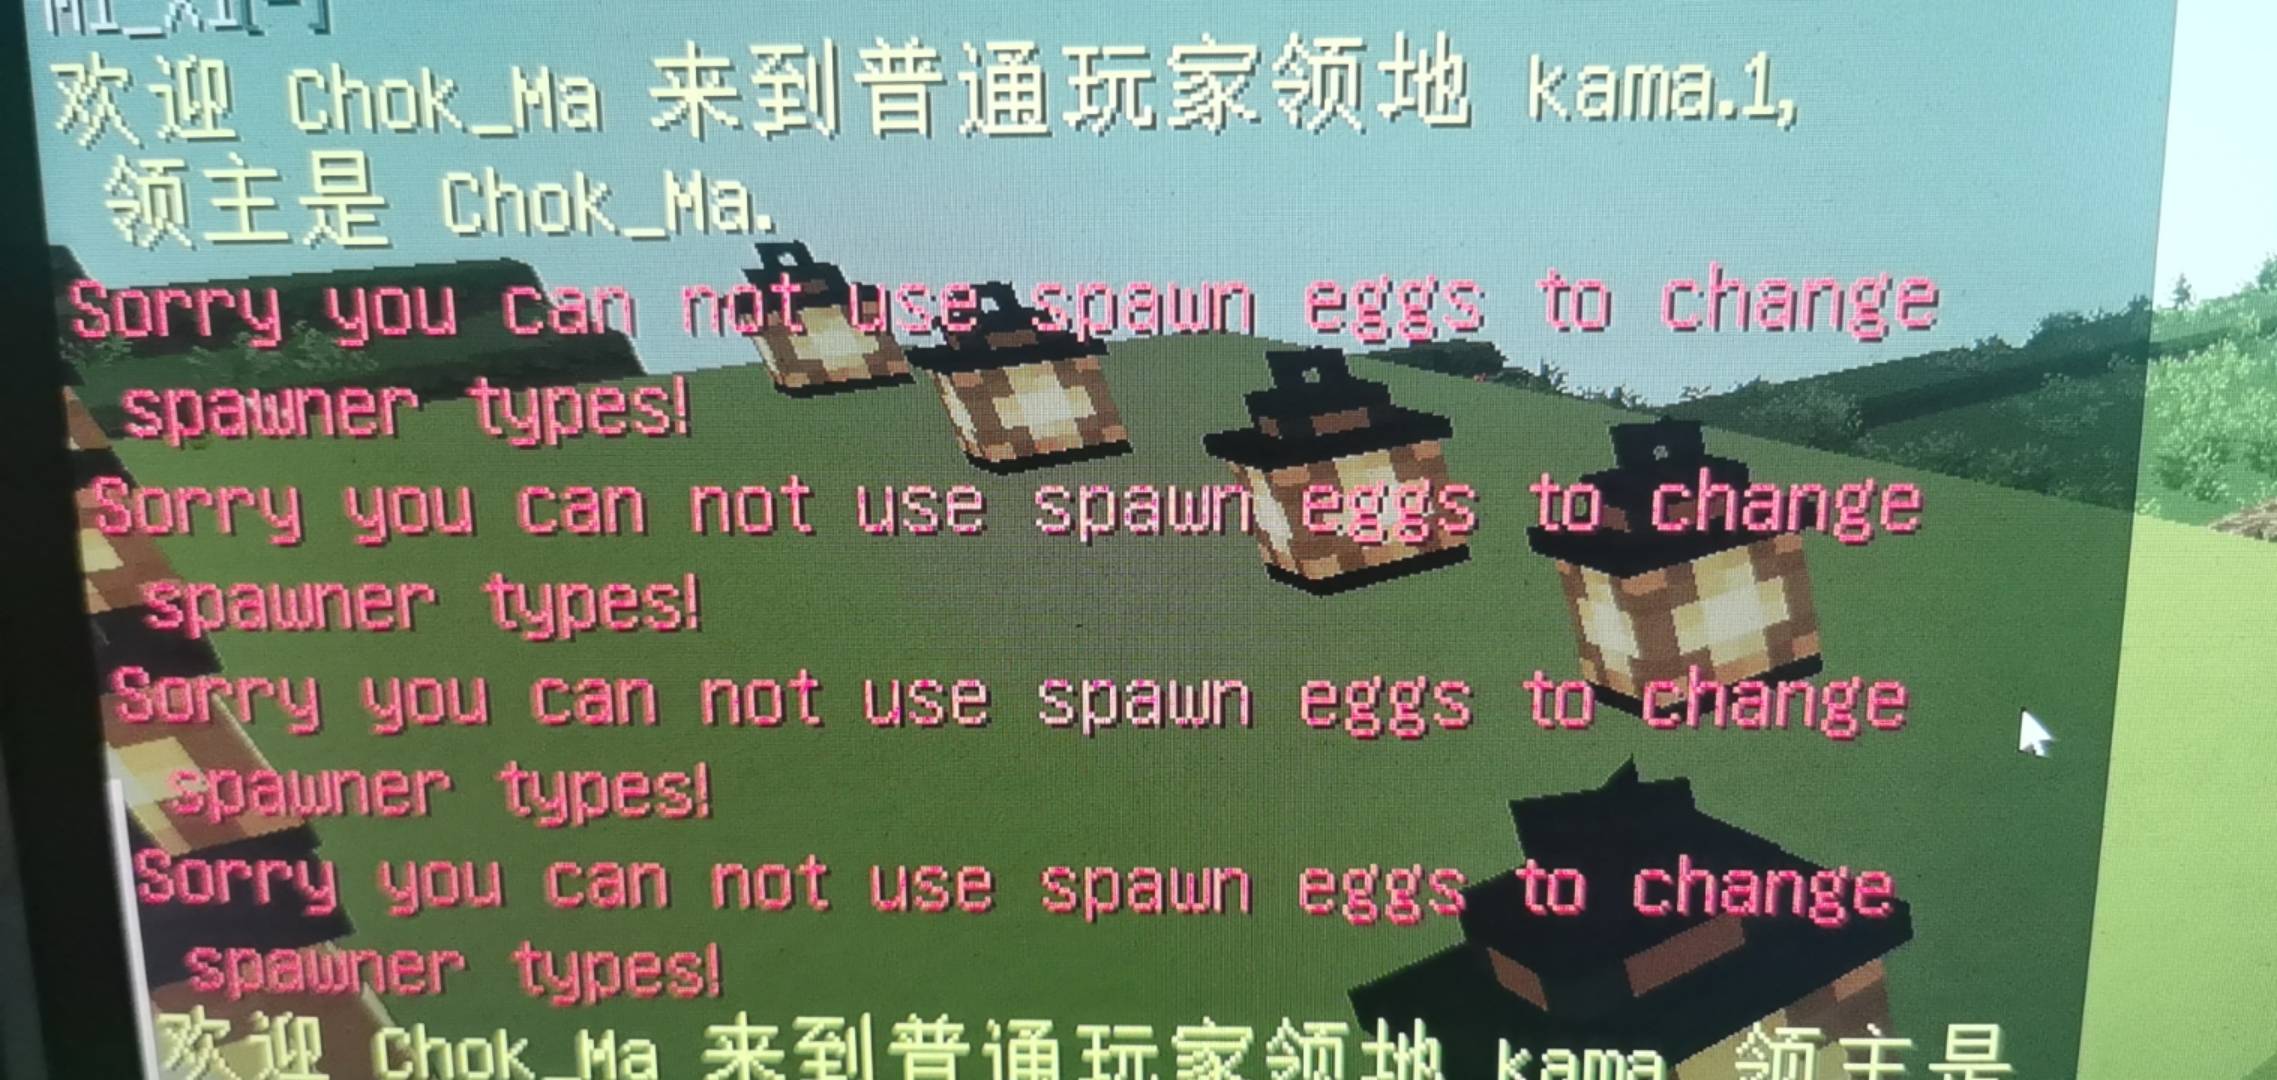 欢迎 Chok_Ma 来到普通玩家领地 kama.1,
领主是 Chok_Ma.
Sorry you can not use spawn eggs to change
spawner types!
Sorry you can not use spawn eggs to change
spawner types!
Sorry you can not use spawn eggs to change
spawner types!
Sorry you can not use spawn eggs to change
spawner types!
欢迎 Chok_Ma 来到普通玩家领地 kama 领主是